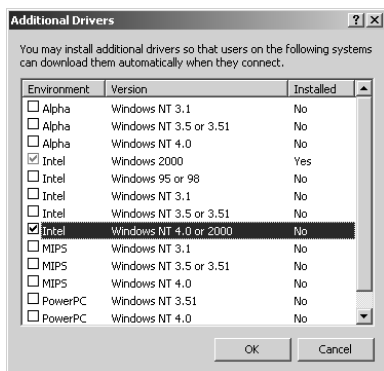 Additional Drivers
You may install additional drivers so that users on the following systems
can download them automatically when they connect.
Environment Version Installed
Alpha Windows NT 3.1 No
Alpha Windows NT 3.5 or 3.51 No
Alpha Windows NT 4.0 No
Intel Windows 2000 Yes
Intel Windows 95 or 98 No
Intel Windows NT 3.1 No
Intel Windows NT 3.5 or 3.51 No
Intel Windows NT 4.0 or 2000 No
MIPS Windows NT 3.1 No
MIPS Windows NT 3.5 or 3.51 No
MIPS Windows NT 4.0 No
PowerPC Windows NT 3.51 No
PowerPC Windows NT 4.0 No
OK Cancel